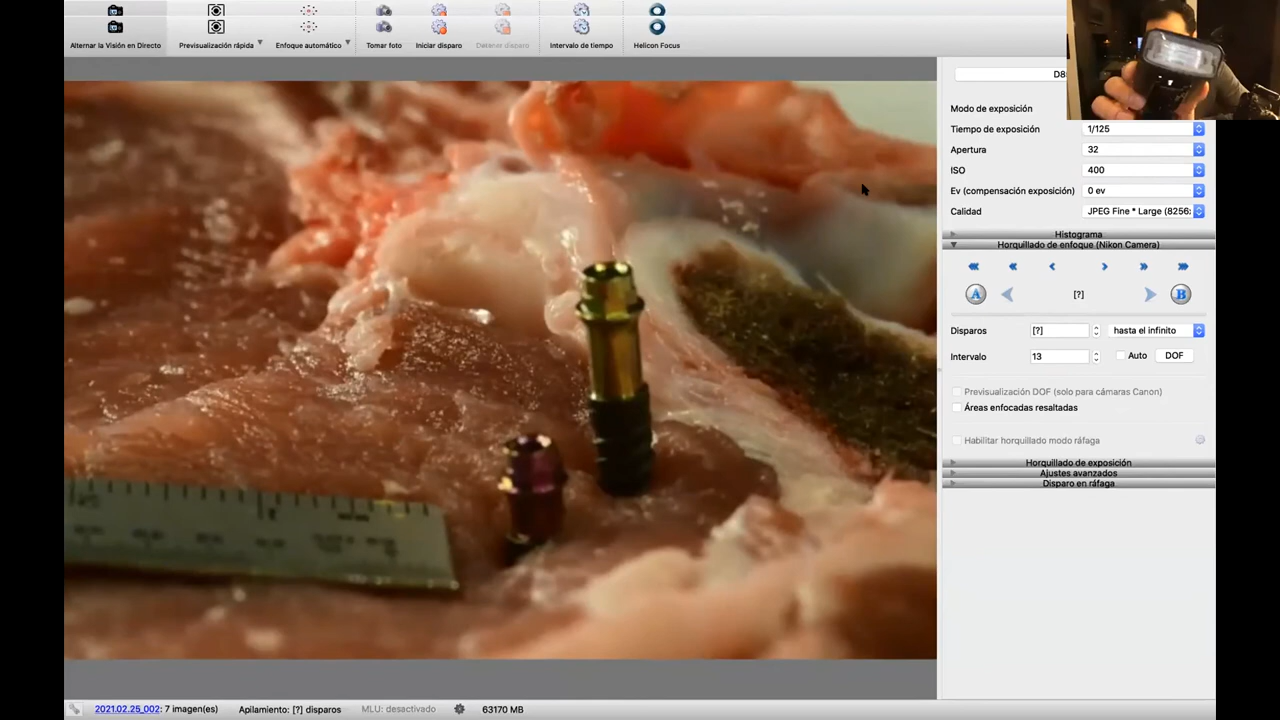 Alternar la Visión en Directo
Previsualización rápida
Enfoque automático
Tomar foto
Iniciar disparo
Detener disparo
Intervalo de tiempo
Helicon Focus
Modo de exposición
Tiempo de exposición 1/125
Apertura 32
ISO 400
Ev (compensación exposición) 0 ev
Calidad JPEG Fine * Large (8256:
Histograma
Horquillado de enfoque (Nikon Camera)
A [?] B
Disparos [?] hasta el infinito
Intervalo 13 Auto DOF
Previsualización DOF (solo para cámaras Canon)
Áreas enfocadas resaltadas
Habilitar horquillado modo ráfaga
Horquillado de exposición
Ajustes avanzados
Disparo en ráfaga
2021.02.25_002: 7 imagen(es) Apilamiento: [?] disparos MLU: desactivado 63170 MB